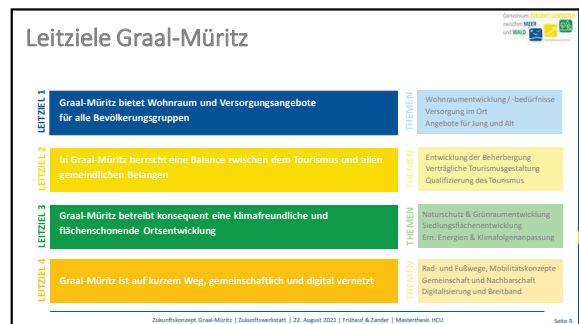 Gemeinsam ZUKUNFT GESTALTEN
zwischen MEER
und WALD
Leitziele Graal-Müritz
LEITZIEL 1
Graal-Müritz bietet Wohnraum und Versorgungsangebote
für alle Bevölkerungsgruppen
THEMEN
Wohnraumentwicklung / -bedürfnisse
Versorgung im Ort
Angebote für Jung und Alt
LEITZIEL 2
In Graal-Müritz herrscht eine Balance zwischen dem Tourismus und allen
gemeindlichen Belangen
THEMEN
Entwicklung der Beherbergung
Verträgliche Tourismusgestaltung
Qualifizierung des Tourismus
LEITZIEL 3
Graal-Müritz betreibt konsequent eine klimafreundliche und
flächenschonende Ortsentwicklung
THEMEN
Naturschutz & Grünraumentwicklung
Siedlungsflächenentwicklung
Ern. Energien & Klimafolgenanpassung
LEITZIEL 4
Graal-Müritz ist auf kurzem Weg, gemeinschaftlich und digital vernetzt
THEMEN
Rad- und Fußwege, Mobilitätskonzepte
Gemeinschaft und Nachbarschaft
Digitalisierung und Breitband
Zukunftskonzept Graal-Müritz | Zukunftswerkstatt | 22. August 2021 | Frühauf & Zander | Masterthesis HCU
Seite 9